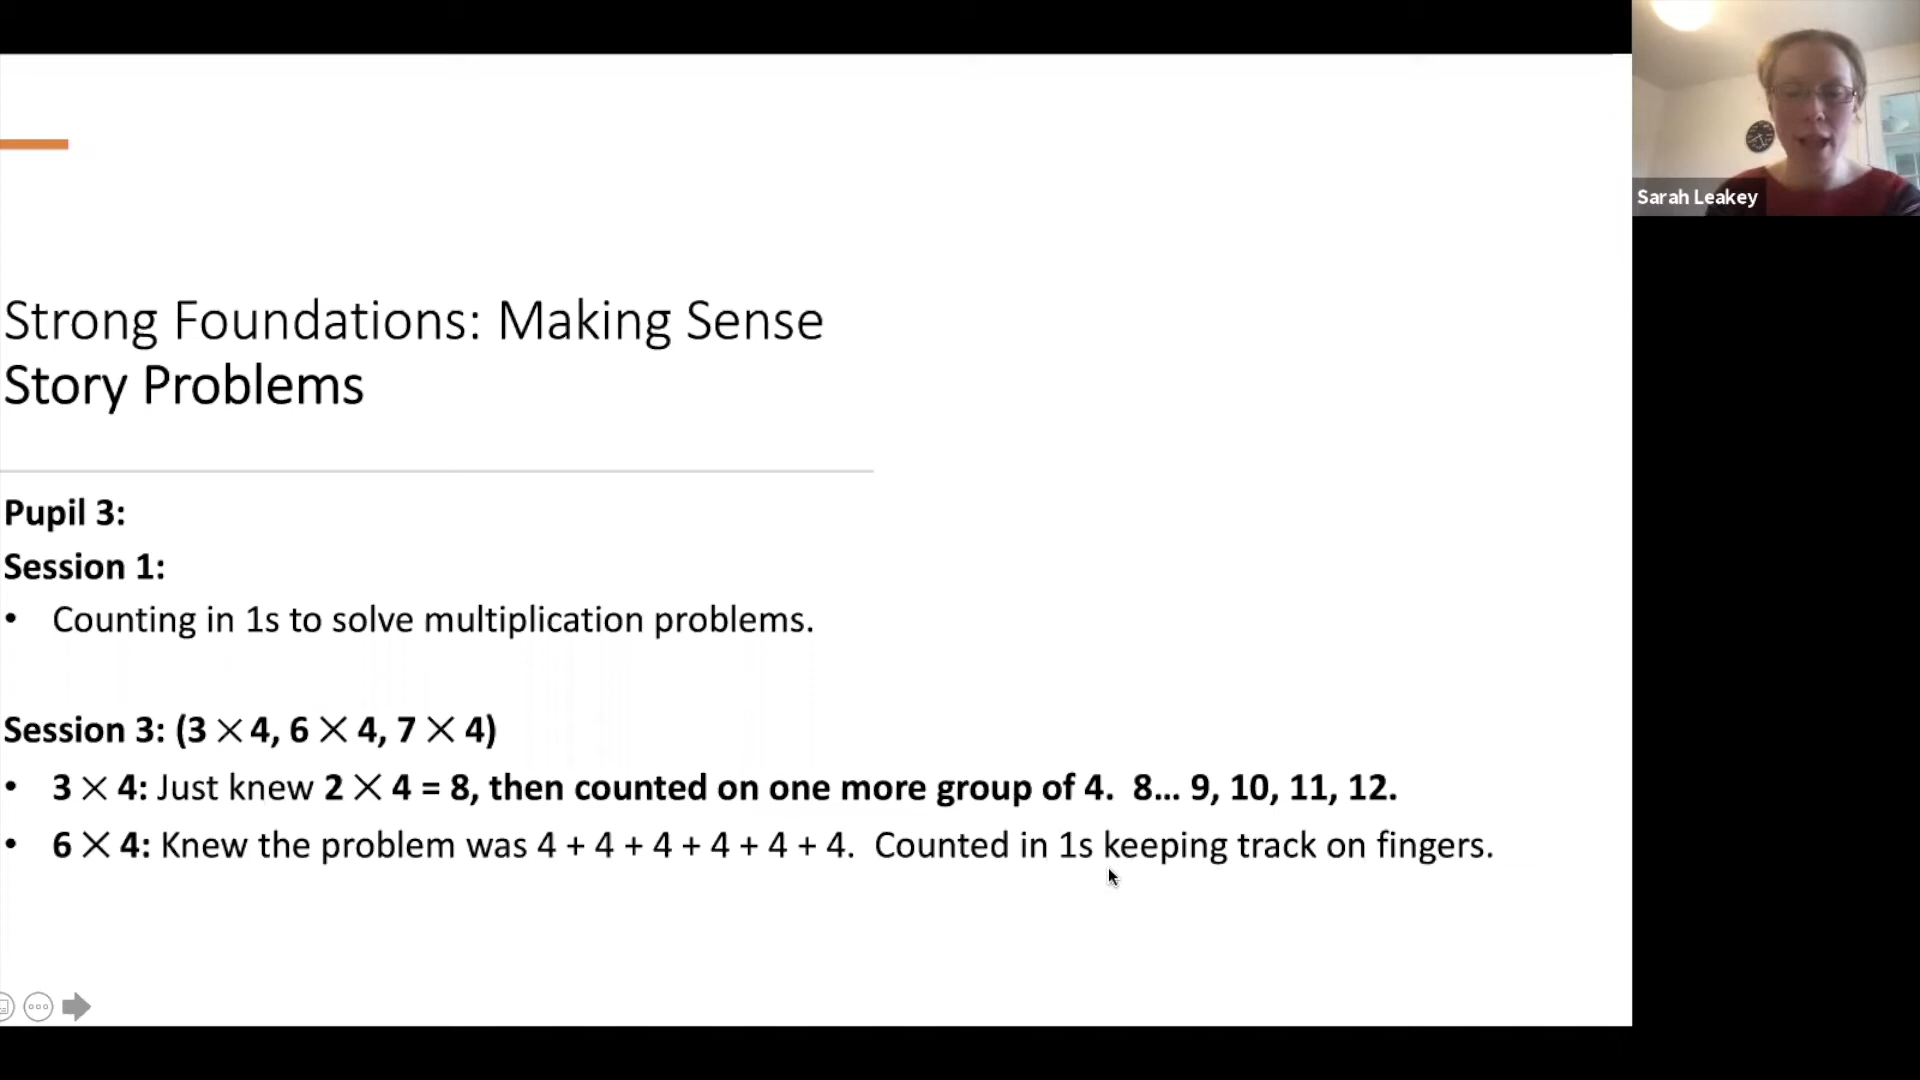 Strong Foundations: Making Sense
Story Problems
Pupil 3:
Session 1:
• Counting in 1s to solve multiplication problems.
Session 3: (3 × 4, 6 × 4, 7 × 4)
• 3 × 4: Just knew 2 × 4 = 8, then counted on one more group of 4.  8... 9, 10, 11, 12.
• 6 × 4: Knew the problem was 4 + 4 + 4 + 4 + 4 + 4.  Counted in 1s keeping track on fingers.
Sarah Leakey